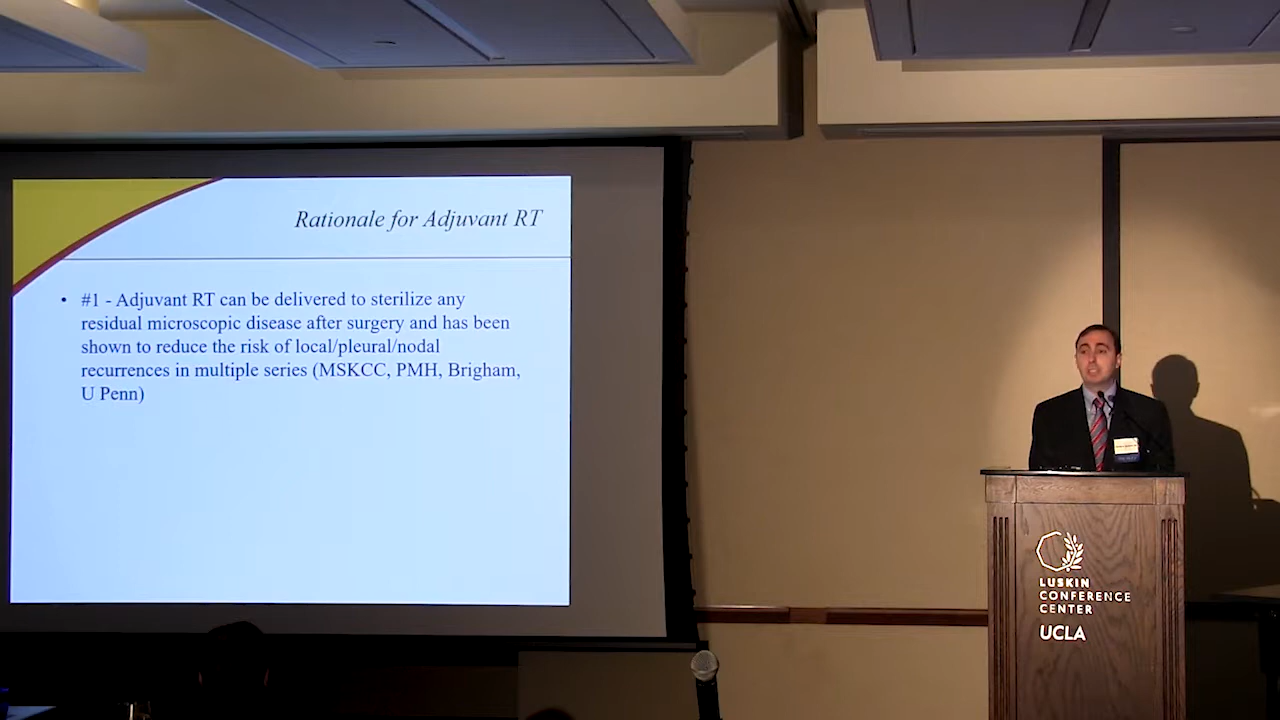 Rationale for Adjuvant RT
• #1 - Adjuvant RT can be delivered to sterilize any
residual microscopic disease after surgery and has been
shown to reduce the risk of local/pleural/nodal
recurrences in multiple series (MSKCC, PMH, Brigham,
U Penn)
LUSKIN
CONFERENCE
CENTER
UCLA